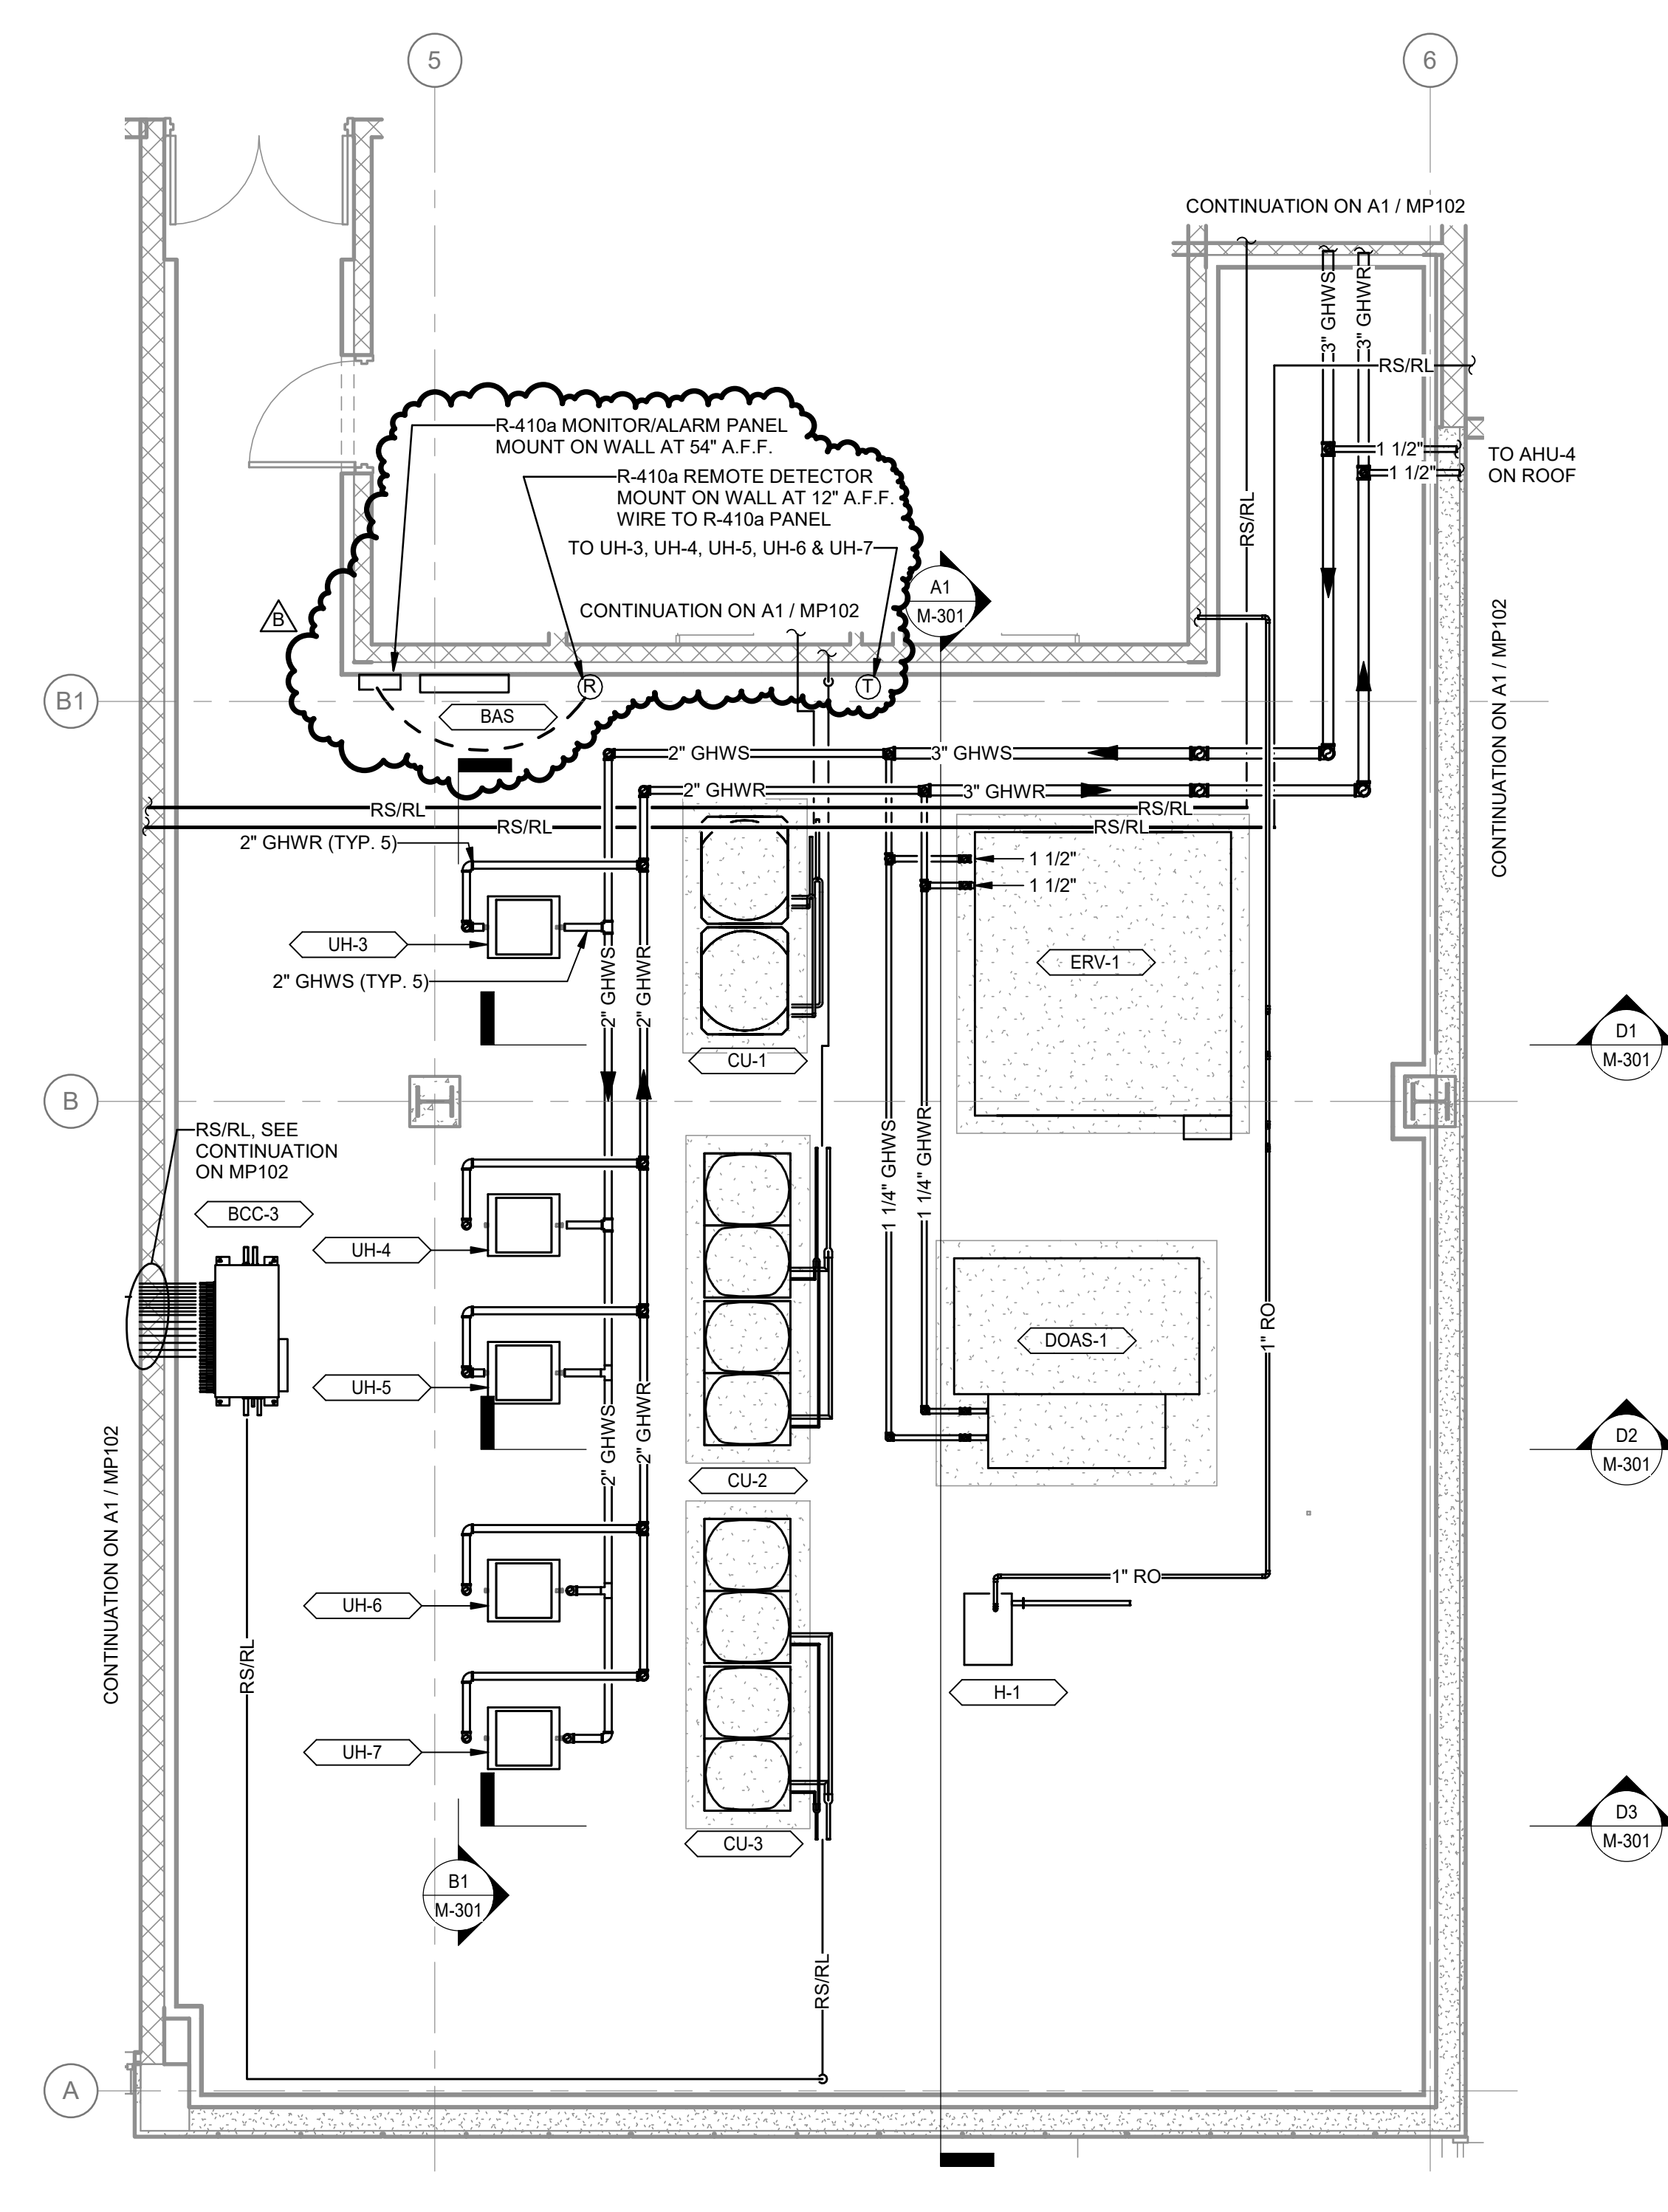 5
6
CONTINUATION ON A1 / MP102
3" GHWS
3" GHWR
RS/RL
R-410a MONITOR/ALARM PANEL
MOUNT ON WALL AT 54" A.F.F.
R-410a REMOTE DETECTOR
MOUNT ON WALL AT 12" A.F.F.
WIRE TO R-410a PANEL
TO UH-3, UH-4, UH-5, UH-6 & UH-7
CONTINUATION ON A1 / MP102
1 1/2"
1 1/2"
TO AHU-4
ON ROOF
RS/RL
A1
M-301
B
CONTINUATION ON A1 / MP102
B1
R
T
BAS
2" GHWS
3" GHWS
2" GHWR
3" GHWR
RS/RL
RS/RL
RS/RL
RS/RL
2" GHWR (TYP. 5)
1 1/2"
1 1/2"
UH-3
2" GHWS (TYP. 5)
2" GHWS
2" GHWR
ERV-1
CU-1
D1
M-301
B
RS/RL, SEE
CONTINUATION
ON MP102
BCC-3
1 1/4" GHWS
1 1/4" GHWR
UH-4
1" RO
DOAS-1
UH-5
2" GHWS
2" GHWR
CU-2
D2
M-301
CONTINUATION ON A1 / MP102
1" RO
UH-6
RS/RL
H-1
UH-7
CU-3
D3
M-301
B1
M-301
RS/RL
A